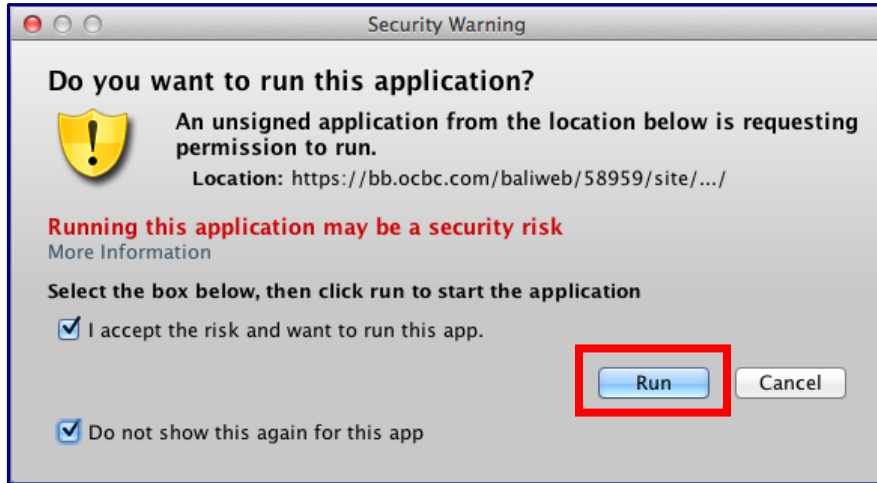 Security Warning
Do you want to run this application?
An unsigned application from the location below is requesting
permission to run.
Location: https://bb.ocbc.com/baliweb/58959/site/.../
Running this application may be a security risk
More Information
Select the box below, then click run to start the application
I accept the risk and want to run this app.
Run Cancel
Do not show this again for this app